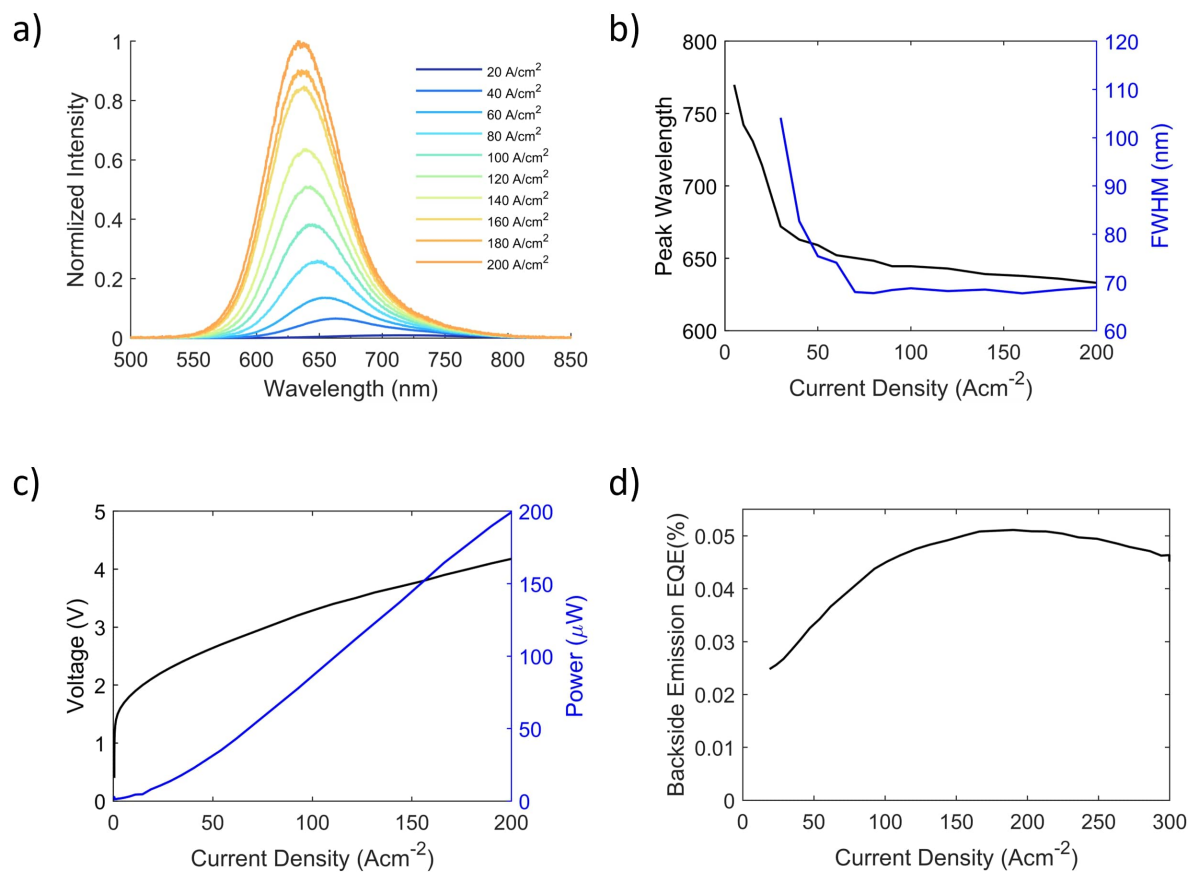 a)
Normlized Intensity
1
0.8
0.6
0.4
0.2
0
500 550 600 650 700 750 800 850
Wavelength (nm)
20 A/cm²
40 A/cm²
60 A/cm²
80 A/cm²
100 A/cm²
120 A/cm²
140 A/cm²
160 A/cm²
180 A/cm²
200 A/cm²
b)
Peak Wavelength
800
750
700
650
600
0 50 100 150 200
Current Density (Acm⁻²)
120
110
100
90
80
70
60
FWHM (nm)
c)
Voltage (V)
5
4
3
2
1
0
0 50 100 150 200
Current Density (Acm⁻²)
200
150
100
50
0
Power (μW)
d)
Backside Emission EQE(%)
0.05
0.04
0.03
0.02
0.01
0
0 50 100 150 200 250 300
Current Density (Acm⁻²)